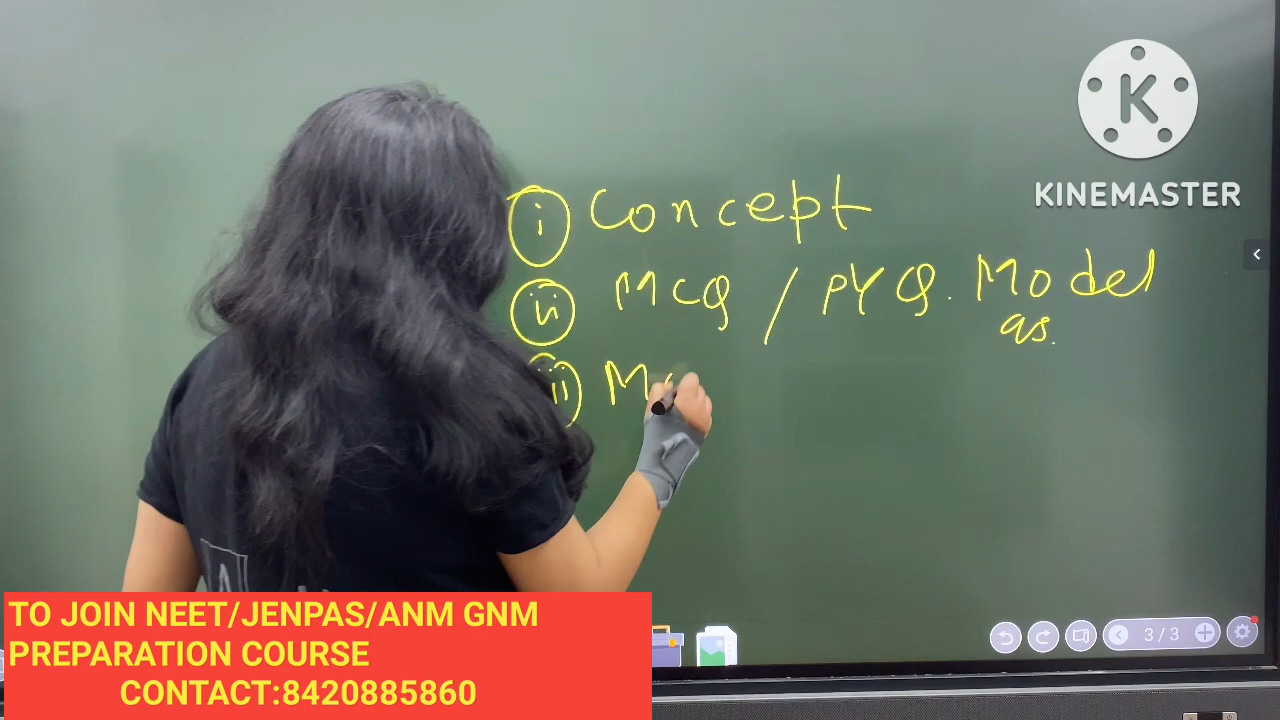 K
KINEMASTER
i Concept
ii MCQ / PYQ. Model
qs.
iii
TO JOIN NEET/JENPAS/ANM GNM
PREPARATION COURSE
CONTACT:8420885860
3/3